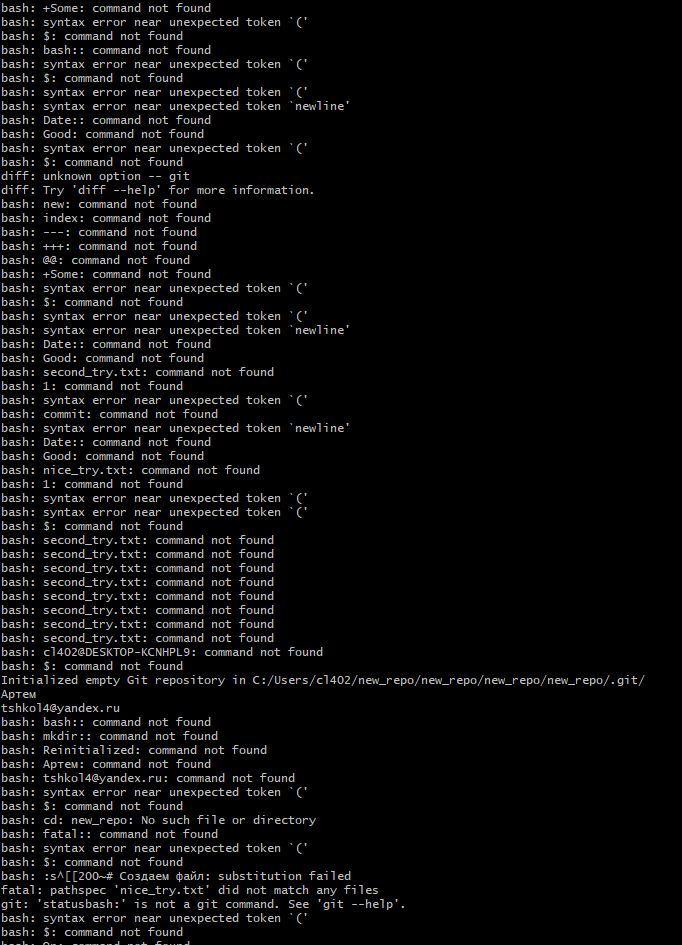 bash: +Some: command not found
bash: syntax error near unexpected token `('
bash: $: command not found
bash: bash:: command not found
bash: syntax error near unexpected token `('
bash: $: command not found
bash: syntax error near unexpected token `('
bash: syntax error near unexpected token `newline'
bash: Date:: command not found
bash: Good: command not found
bash: syntax error near unexpected token `('
bash: $: command not found
diff: unknown option -- git
diff: Try 'diff --help' for more information.
bash: new: command not found
bash: index: command not found
bash: ---: command not found
bash: +++: command not found
bash: @@: command not found
bash: +Some: command not found
bash: syntax error near unexpected token `('
bash: $: command not found
bash: syntax error near unexpected token `('
bash: syntax error near unexpected token `newline'
bash: Date:: command not found
bash: Good: command not found
bash: second_try.txt: command not found
bash: 1: command not found
bash: syntax error near unexpected token `('
bash: commit: command not found
bash: syntax error near unexpected token `newline'
bash: Date:: command not found
bash: Good: command not found
bash: nice_try.txt: command not found
bash: 1: command not found
bash: syntax error near unexpected token `('
bash: syntax error near unexpected token `('
bash: $: command not found
bash: second_try.txt: command not found
bash: second_try.txt: command not found
bash: second_try.txt: command not found
bash: second_try.txt: command not found
bash: second_try.txt: command not found
bash: second_try.txt: command not found
bash: second_try.txt: command not found
bash: second_try.txt: command not found
bash: cl402@DESKTOP-KCNHPL9: command not found
bash: $: command not found
Initialized empty Git repository in C:/Users/cl402/new_repo/new_repo/new_repo/new_repo/.git/
Артем
tshkol4@yandex.ru
bash: bash:: command not found
bash: mkdir:: command not found
bash: Reinitialized: command not found
bash: Артем: command not found
bash: tshkol4@yandex.ru: command not found
bash: syntax error near unexpected token `('
bash: $: command not found
bash: cd: new_repo: No such file or directory
bash: fatal:: command not found
bash: syntax error near unexpected token `('
bash: $: command not found
bash: :s^[[200~# Создаем файл: substitution failed
fatal: pathspec 'nice_try.txt' did not match any files
git: 'statusbash:' is not a git command. See 'git --help'.
bash: syntax error near unexpected token `('
bash: $: command not found
bash: On: command not found